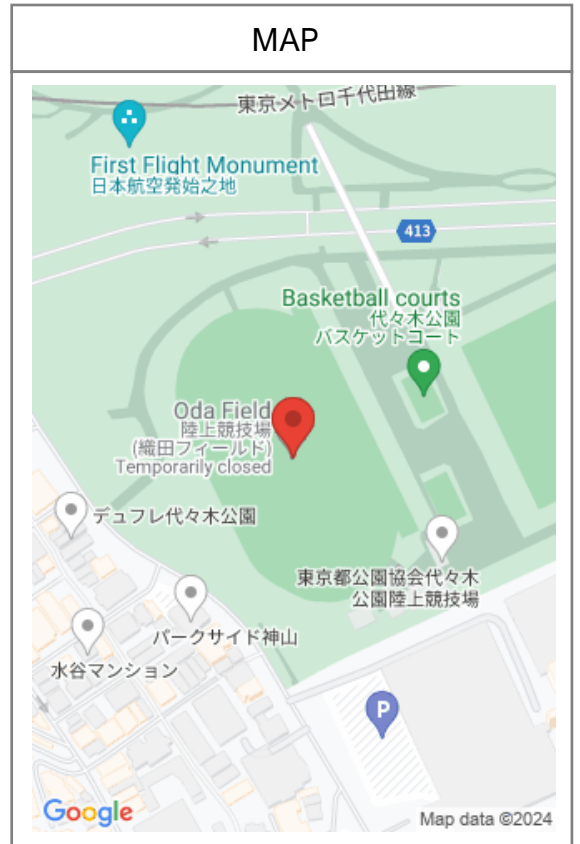 MAP
東京メトロ千代田線
First Flight Monument
日本航空発始之地
413
Basketball courts
代々木公園
バスケットコート
Oda Field
陸上競技場
(織田フィールド)
Temporarily closed
デュフレ代々木公園
東京都公園協会代々木
公園陸上競技場
パークサイド神山
水谷マンション
P
Google
Map data ©2024